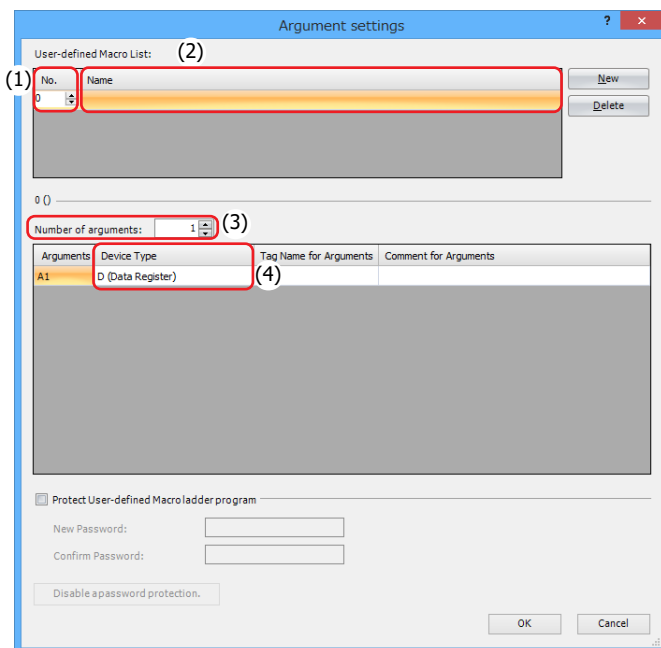 Argument settings ? ×
User-defined Macro List: (2)
(1) No. Name New
0
Delete
0 ()
Number of arguments: 1 (3)
Arguments Device Type Tag Name for Arguments Comment for Arguments
A1 D (Data Register) (4)
Protect User-defined Macro ladder program
New Password:
Confirm Password:
Disable a password protection.
OK Cancel